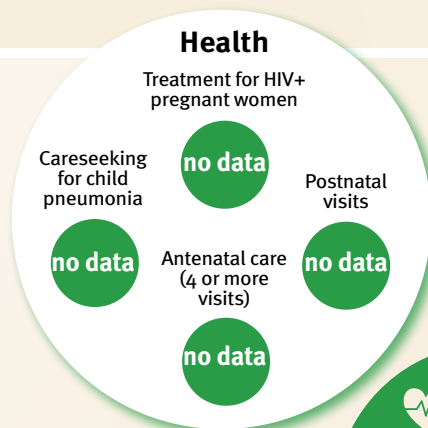 Health
Treatment for HIV+
pregnant women
no data
Careseeking
for child
pneumonia
no data
Postnatal
visits
no data
Antenatal care
(4 or more
visits)
no data